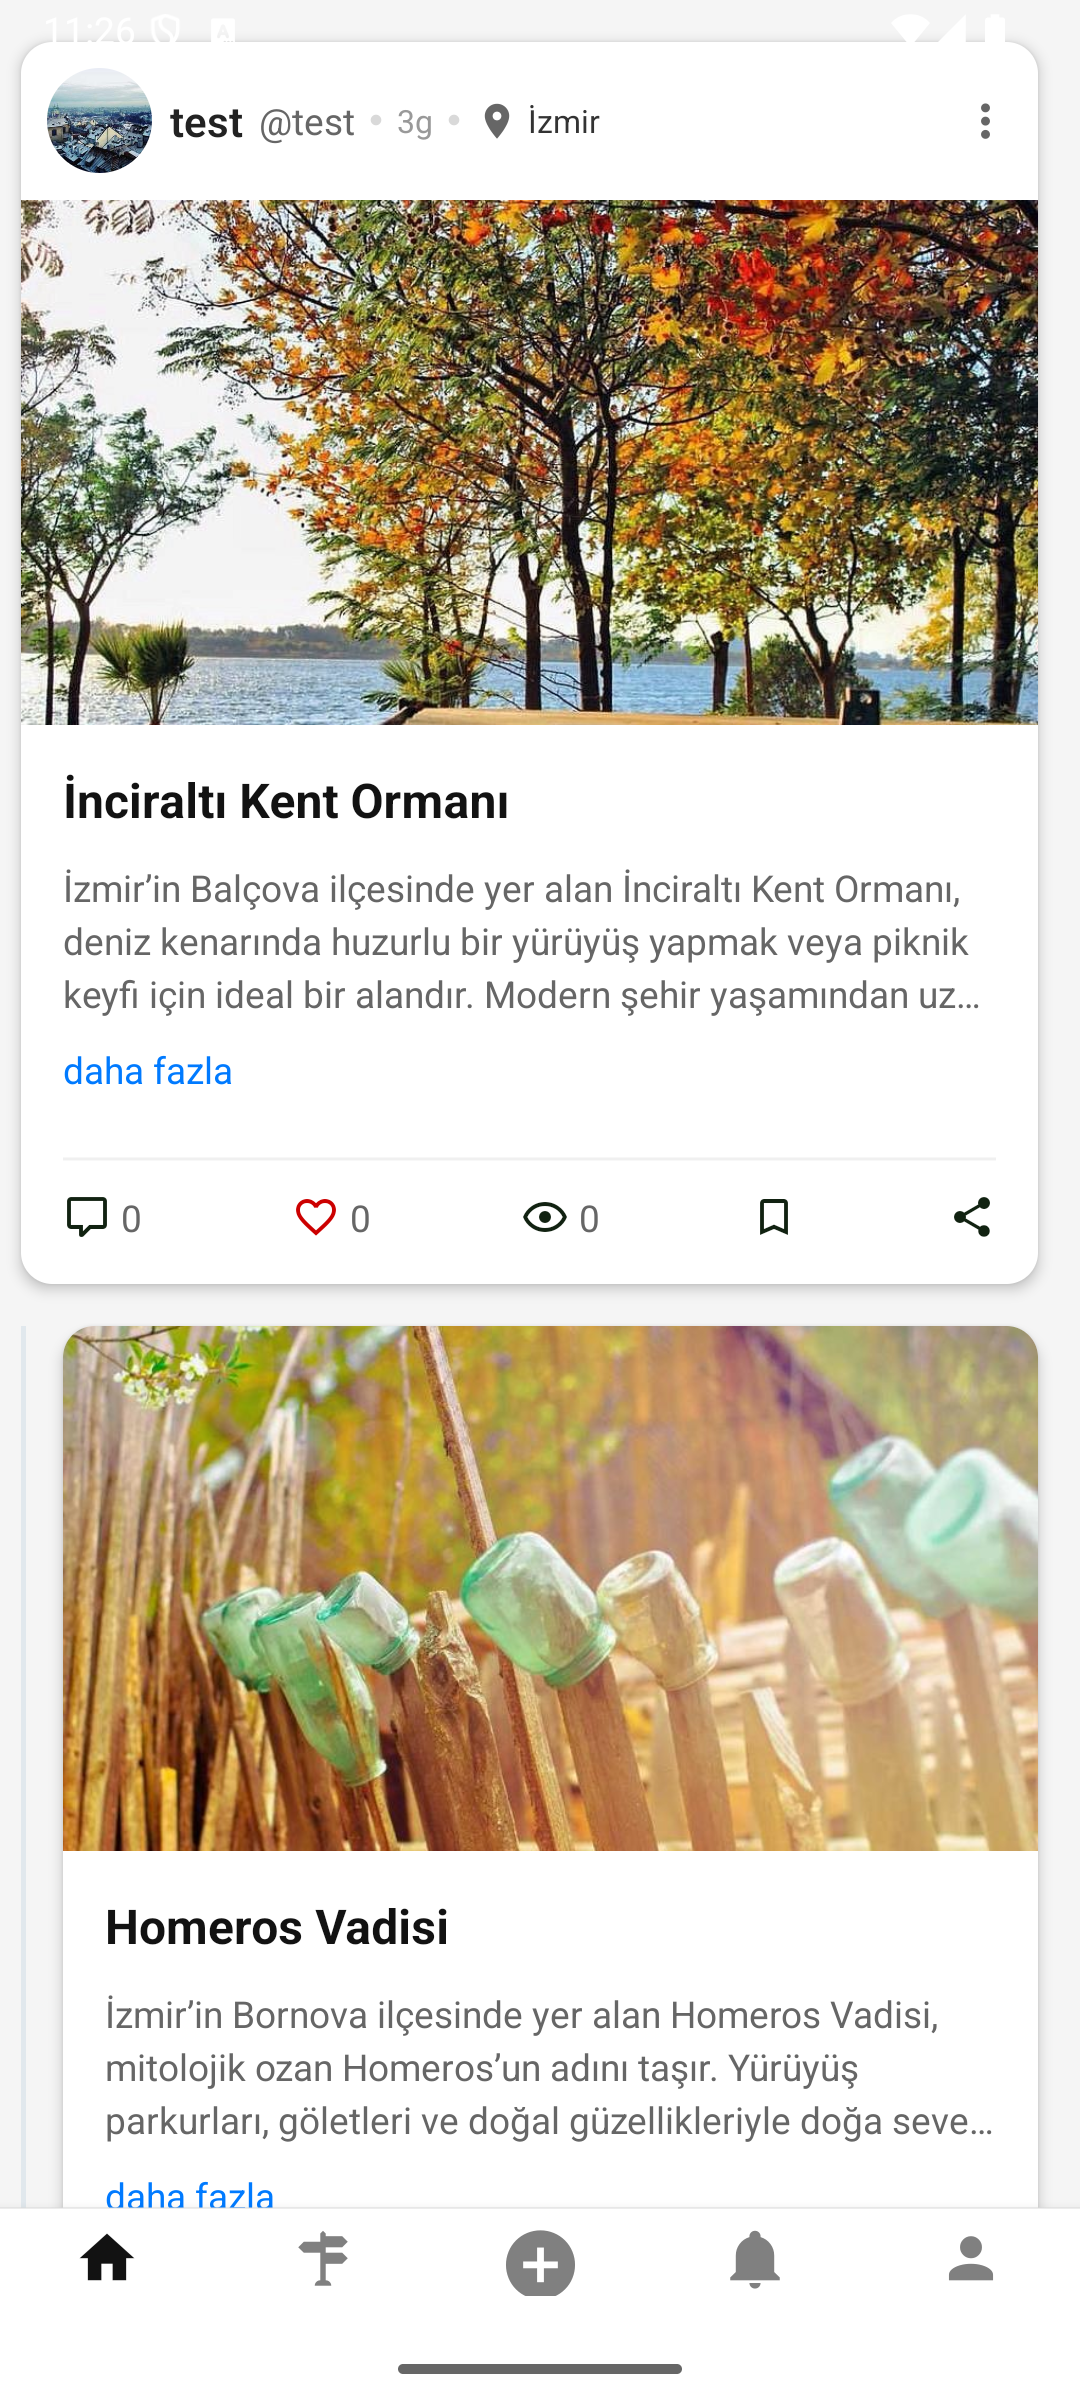 11:26
test @test • 3g • İzmir
İnciraltı Kent Ormanı
İzmir’in Balçova ilçesinde yer alan İnciraltı Kent Ormanı,
deniz kenarında huzurlu bir yürüyüş yapmak veya piknik
keyfi için ideal bir alandır. Modern şehir yaşamından uz...
daha fazla
0 0 0
Homeros Vadisi
İzmir’in Bornova ilçesinde yer alan Homeros Vadisi,
mitolojik ozan Homeros’un adını taşır. Yürüyüş
parkurları, göletleri ve doğal güzellikleriyle doğa seve...
daha fazla